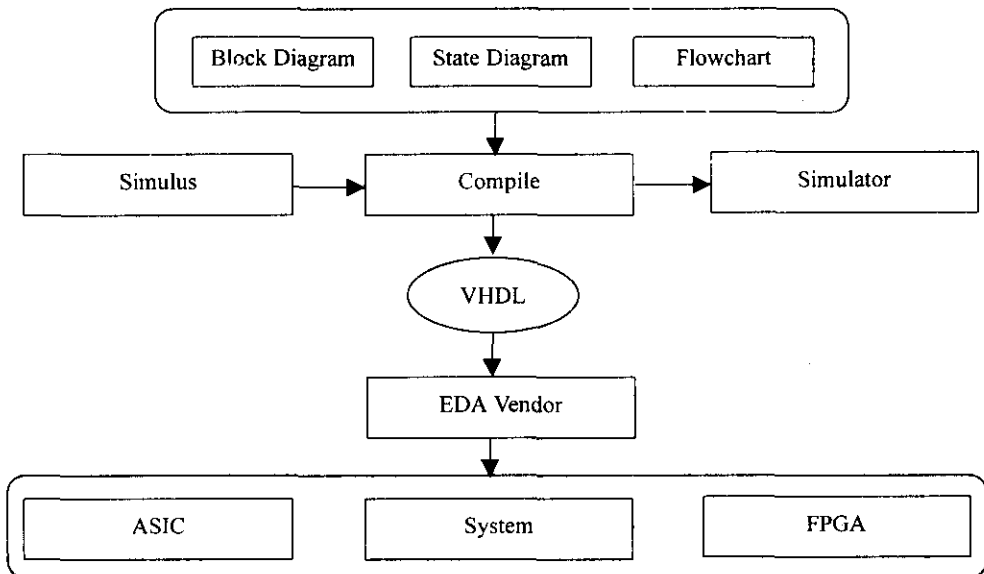 Block Diagram
State Diagram
Flowchart
Simulus
Compile
Simulator
VHDL
EDA Vendor
ASIC
System
FPGA